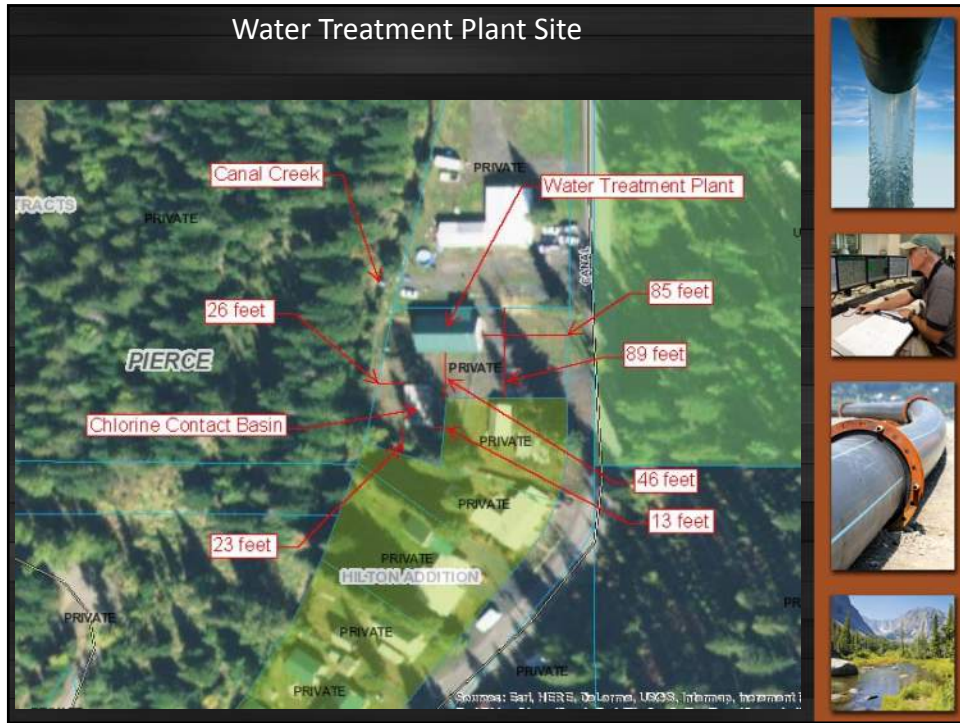 Water Treatment Plant Site
PRIVATE
Canal Creek
Water Treatment Plant
TRACTS
PRIVATE
CANAL
26 feet
85 feet
PIERCE
PRIVATE
89 feet
Chlorine Contact Basin
PRIVATE
46 feet
PRIVATE
13 feet
23 feet
PRIVATE
HILTON ADDITION
PRIVATE
PRIVATE
PRIVATE
PRIVATE
Sources: Esri, HERE, DeLorme, USGS, Intermap,